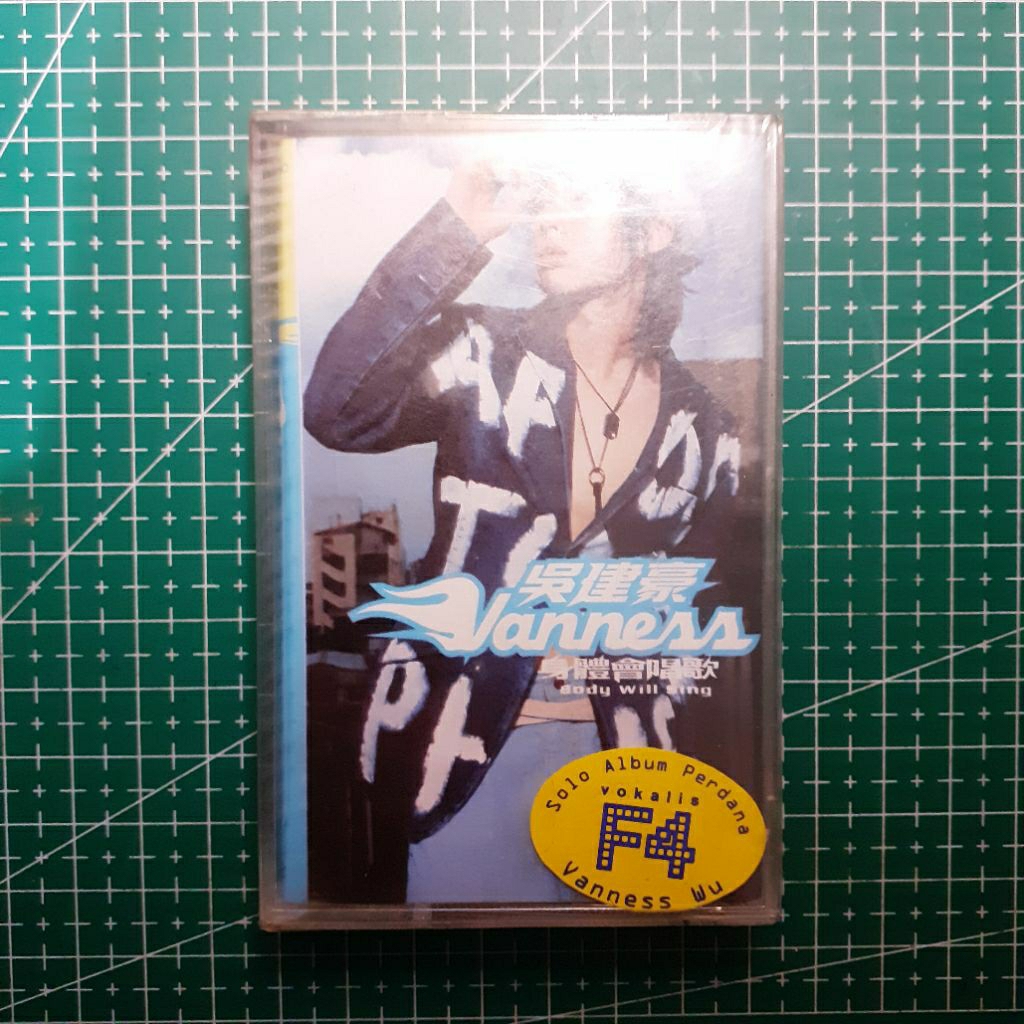 吳建豪
Vanness
身體會唱歌
Body Will Sing
Solo Album Perdana
vokalis
F4
Vanness Wu